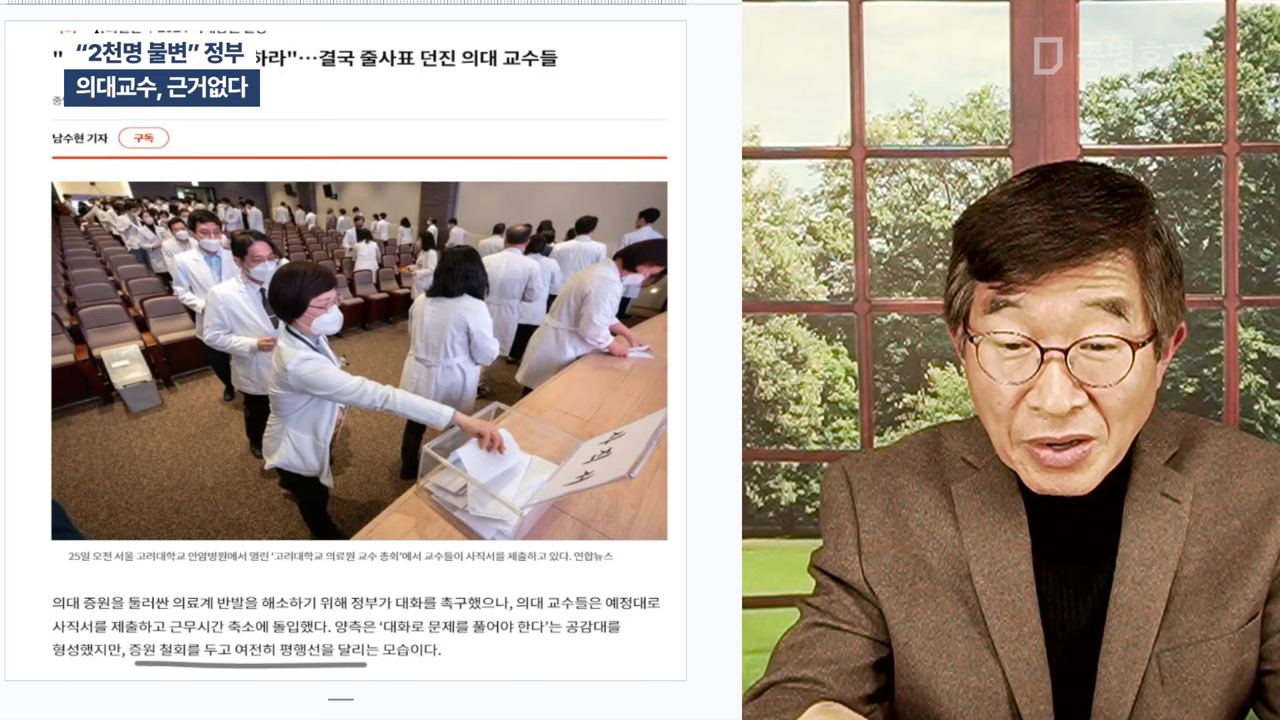 “2천명 불변” 정부
의대교수, 근거없다
" 하라"…결국 줄사표 던진 의대 교수들
남수현 기자
구독
사직서
25일 오전 서울 고려대학교 안암병원에서 열린 ‘고려대학교 의료원 교수 총회’에서 교수들이 사직서를 제출하고 있다. 연합뉴스
의대 증원을 둘러싼 의료계 반발을 해소하기 위해 정부가 대화를 촉구했으나, 의대 교수들은 예정대로
사직서를 제출하고 근무시간 축소에 돌입했다. 양측은 ‘대화로 문제를 풀어야 한다’는 공감대를
형성했지만, 증원 철회를 두고 여전히 평행선을 달리는 모습이다.
공병호